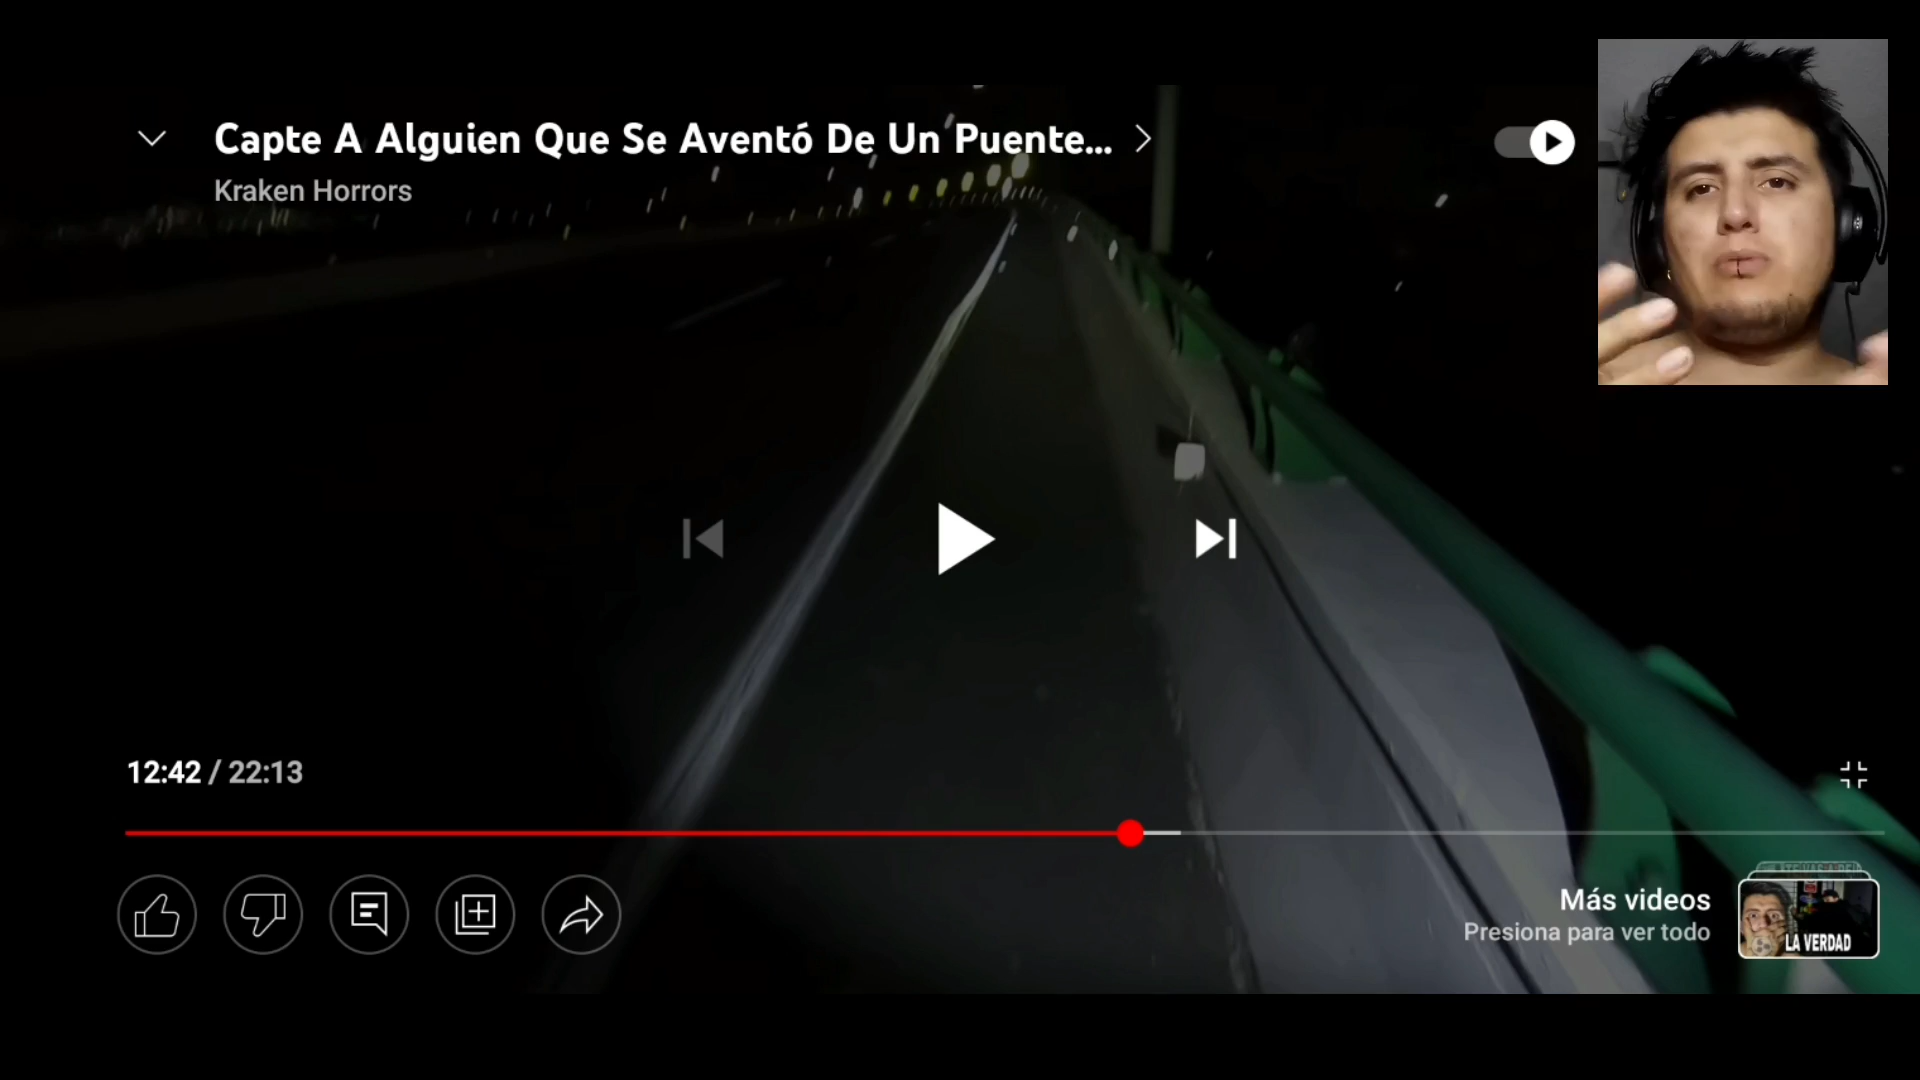 Capte A Alguien Que Se Aventó De Un Puente...
Kraken Horrors
12:42 / 22:13
Más videos
Presiona para ver todo
LA VERDAD